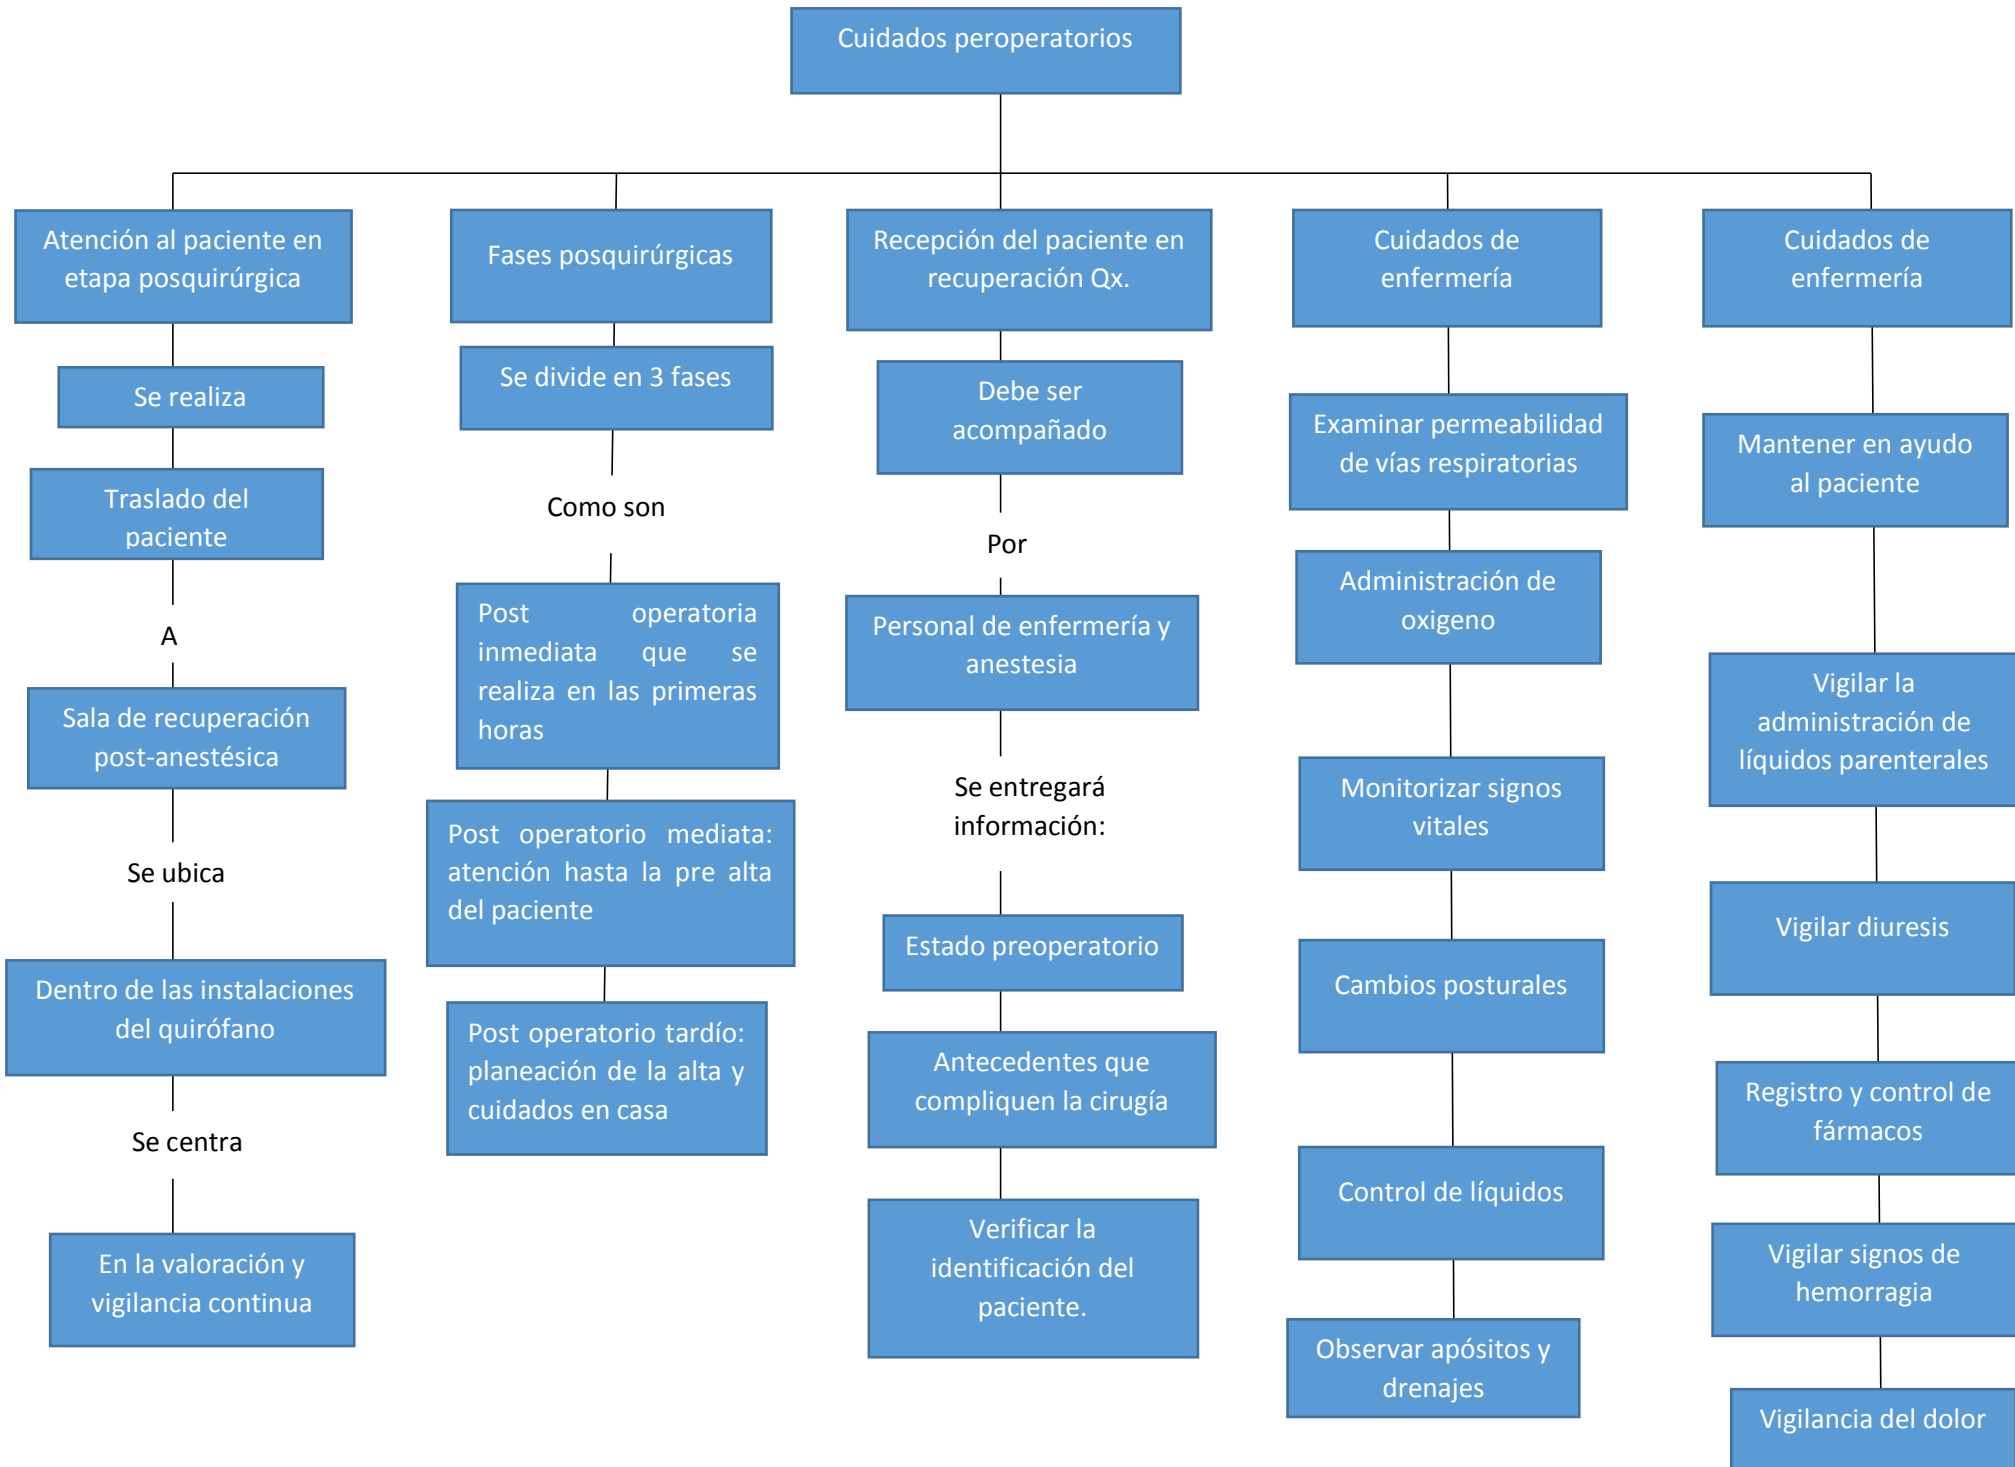 Cuidados peroperatorios
Atención al paciente en
etapa posquirúrgica
Se realiza
Traslado del
paciente
A
Sala de recuperación
post-anestésica
Se ubica
Dentro de las instalaciones
del quirófano
Se centra
En la valoración y
vigilancia continua
Fases posquirúrgicas
Se divide en 3 fases
Como son
Post operatoria
inmediata que se
realiza en las primeras
horas
Post operatorio mediata:
atención hasta la pre alta
del paciente
Post operatorio tardío:
planeación de la alta y
cuidados en casa
Recepción del paciente en
recuperación Qx.
Debe ser
acompañado
Por
Personal de enfermería y
anestesia
Se entregará
información:
Estado preoperatorio
Antecedentes que
compliquen la cirugía
Verificar la
identificación del
paciente.
Cuidados de
enfermería
Examinar permeabilidad
de vías respiratorias
Administración de
oxigeno
Monitorizar signos
vitales
Cambios posturales
Control de líquidos
Observar apósitos y
drenajes
Cuidados de
enfermería
Mantener en ayudo
al paciente
Vigilar la
administración de
líquidos parenterales
Vigilar diuresis
Registro y control de
fármacos
Vigilar signos de
hemorragia
Vigilancia del dolor